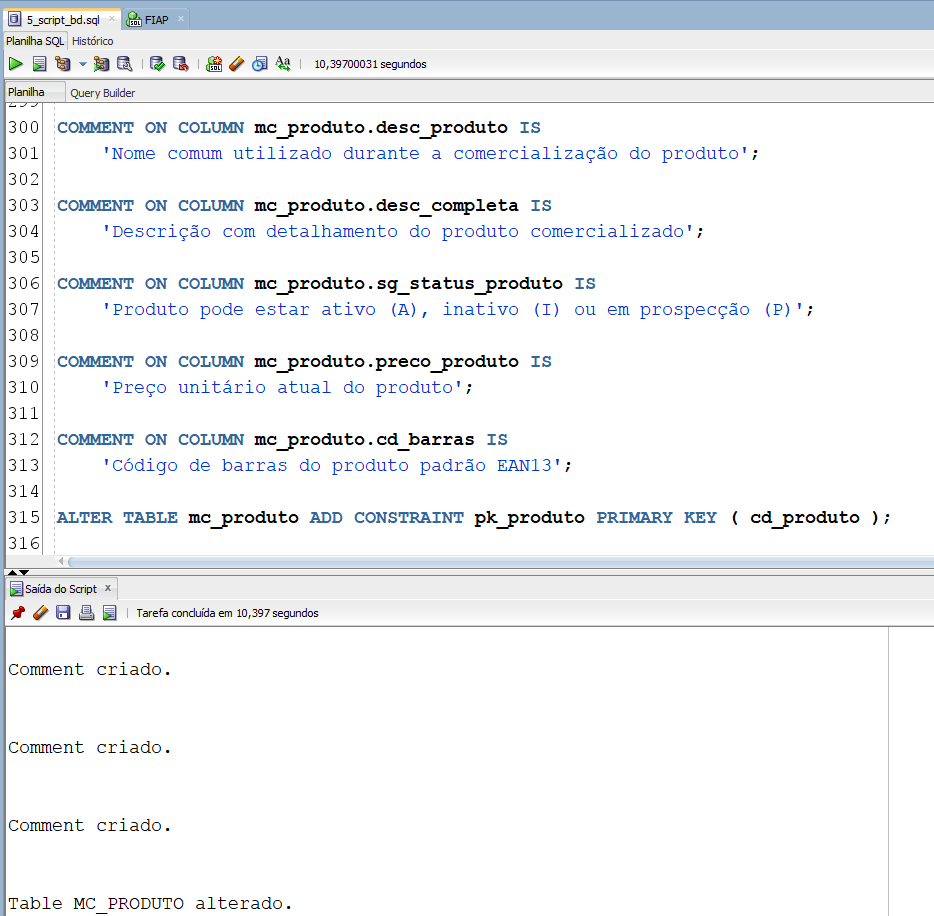 5_script_bd.sql × FIAP ×
Planilha SQL Histórico
10,39700031 segundos
Planilha Query Builder
299
300 COMMENT ON COLUMN mc_produto.desc_produto IS
301 'Nome comum utilizado durante a comercialização do produto';
302
303 COMMENT ON COLUMN mc_produto.desc_completa IS
304 'Descrição com detalhamento do produto comercializado';
305
306 COMMENT ON COLUMN mc_produto.sg_status_produto IS
307 'Produto pode estar ativo (A), inativo (I) ou em prospecção (P)';
308
309 COMMENT ON COLUMN mc_produto.preco_produto IS
310 'Preço unitário atual do produto';
311
312 COMMENT ON COLUMN mc_produto.cd_barras IS
313 'Código de barras do produto padrão EAN13';
314
315 ALTER TABLE mc_produto ADD CONSTRAINT pk_produto PRIMARY KEY ( cd_produto );
316
Saída do Script ×
Tarefa concluída em 10,397 segundos
Comment criado.
Comment criado.
Comment criado.
Table MC_PRODUTO alterado.